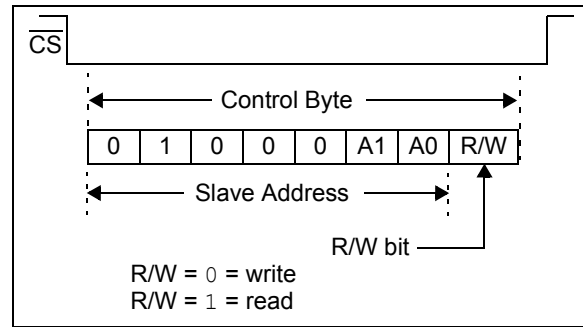 CS
Control Byte
0 1 0 0 0 A1 A0 R/W
Slave Address
R/W bit
R/W = 0 = write
R/W = 1 = read